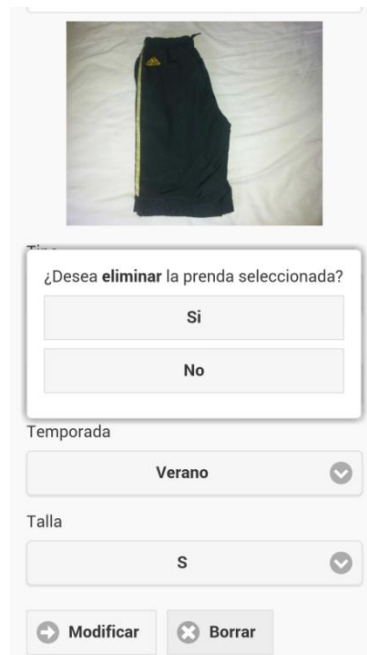 ¿Desea eliminar la prenda seleccionada?
Si
No
Temporada
Verano
Talla
S
Modificar
Borrar